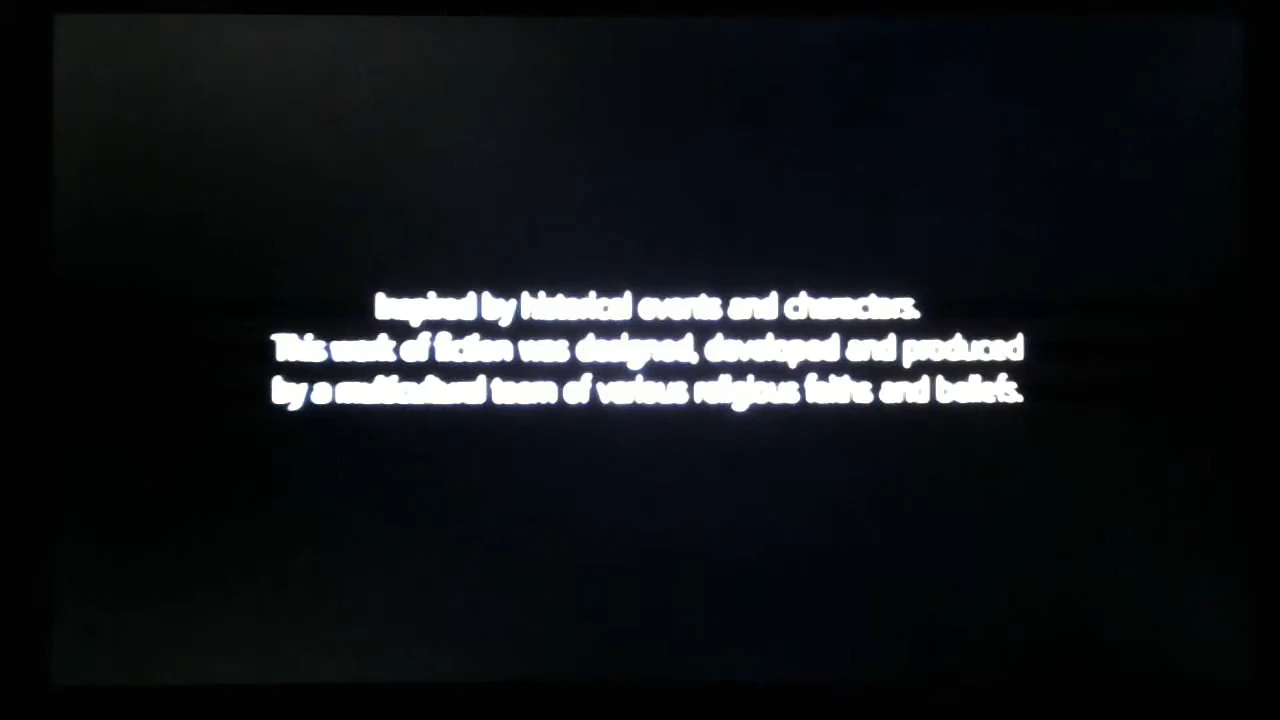 Inspired by historical events and characters.
This work of fiction was designed, developed and produced
by a multicultural team of various religious faiths and beliefs.